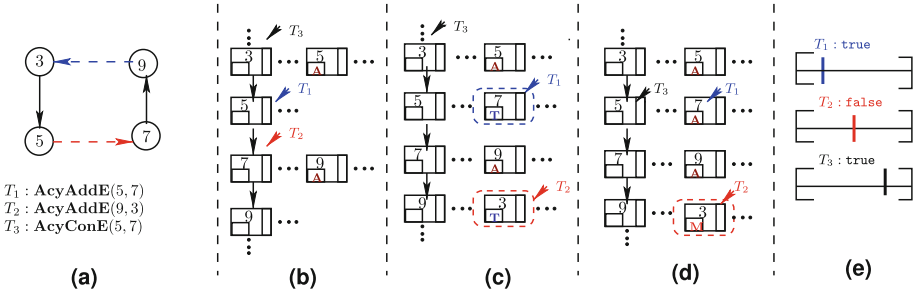 3 9
5 7
T₁ : AcyAddE(5, 7)
T₂ : AcyAddE(9, 3)
T₃ : AcyConE(5, 7)
(a)
T₃
3 5
A
5 T₁
T₂
7 9
A
9
(b)
T₃
3 5
A
T₁
5 7
T
7 9
A
T₂
9 3
T
(c)
3 5
A
T₃ T₁
5 7
A
7 9
A
T₂
9 3
M
(d)
T₁ : true
T₂ : false
T₃ : true
(e)